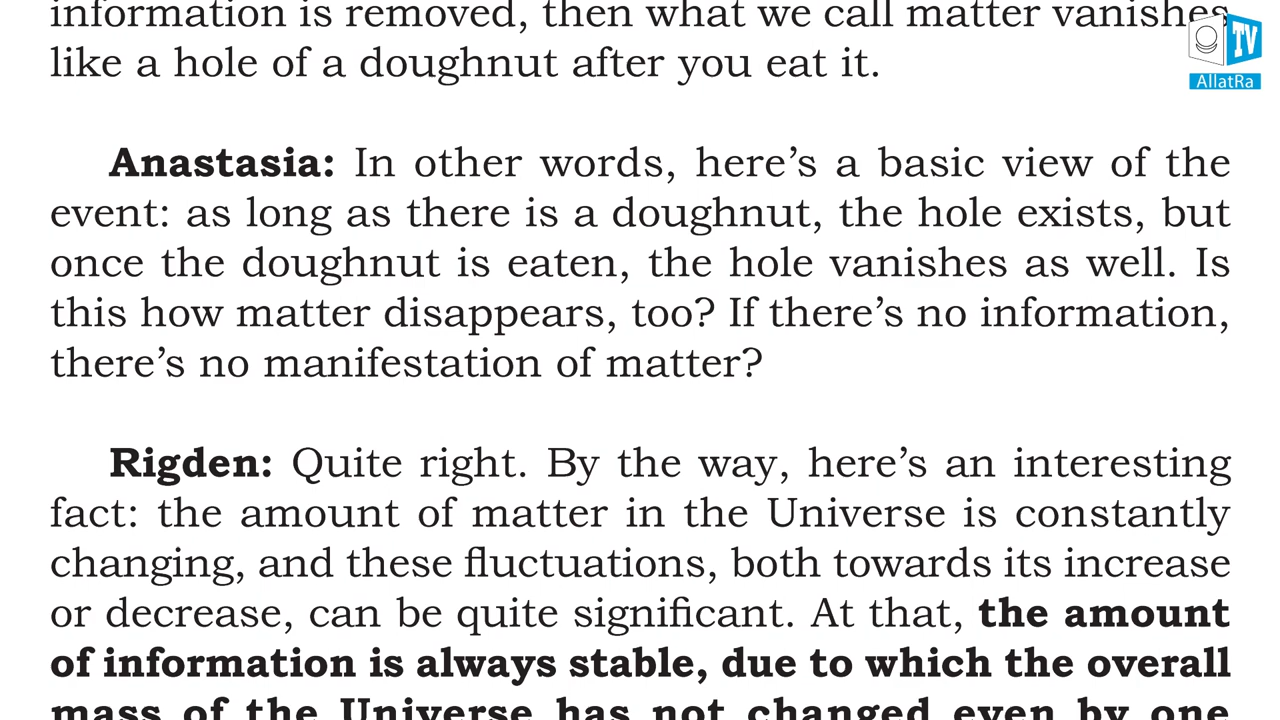 information is removed, then what we call matter vanishes
like a hole of a doughnut after you eat it.
TV
AllatRa
Anastasia: In other words, here's a basic view of the
event: as long as there is a doughnut, the hole exists, but
once the doughnut is eaten, the hole vanishes as well. Is
this how matter disappears, too? If there's no information,
there's no manifestation of matter?
Rigden: Quite right. By the way, here's an interesting
fact: the amount of matter in the Universe is constantly
changing, and these fluctuations, both towards its increase
or decrease, can be quite significant. At that, the amount
of information is always stable, due to which the overall
mass of the Universe has not changed even by one